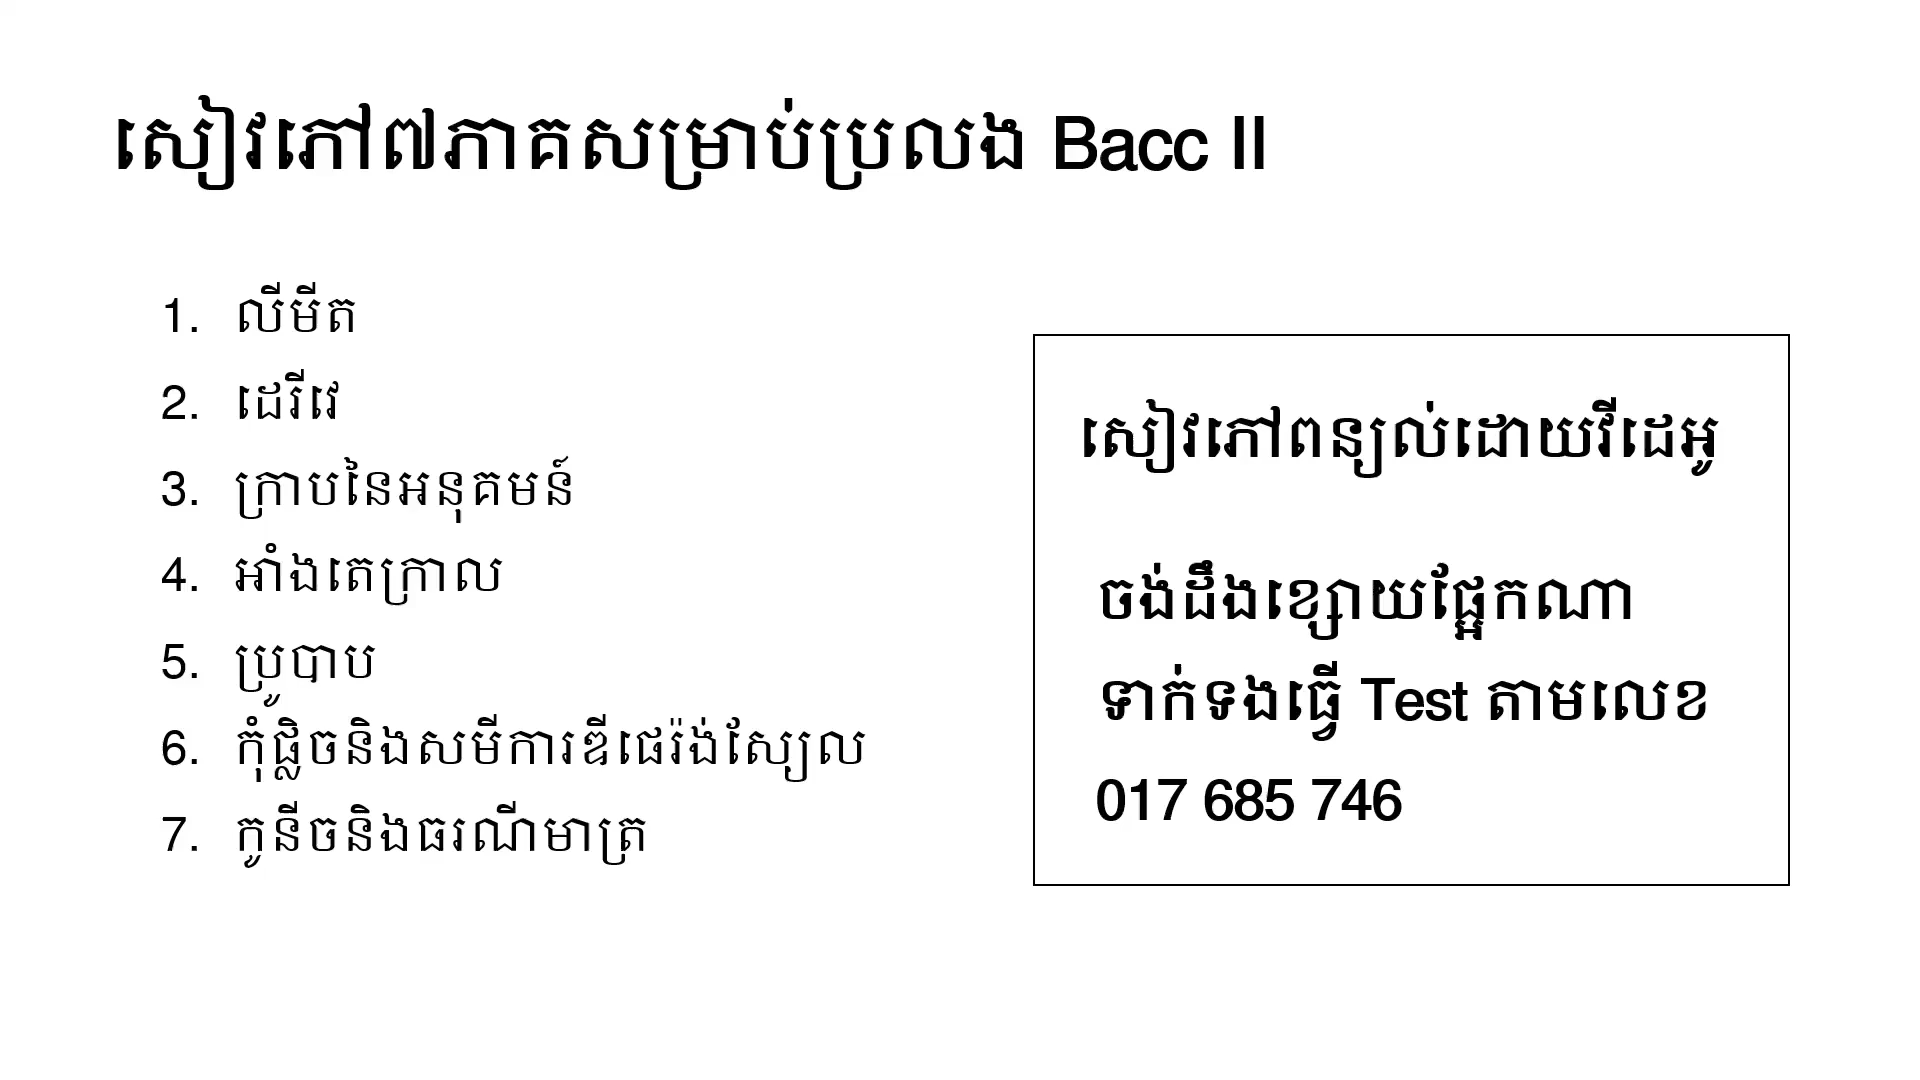 សៀវភៅ៧ភាគសម្រាប់ប្រលង Bacc II
1. លីមីត
2. ដេរីវេ
3. ក្រាបនៃអនុគមន៍
4. អាំងតេក្រាល
5. ប្រូបាប
6. កុំផ្លិចនិងសមីការឌីផេរ៉ង់ស្យែល
7. កូនីចនិងធរណីមាត្រ
សៀវភៅពន្យល់ដោយវីដេអូ
ចង់ដឹងខ្សោយផ្អែកណា
ទាក់ទងធ្វើ Test តាមលេខ
017 685 746